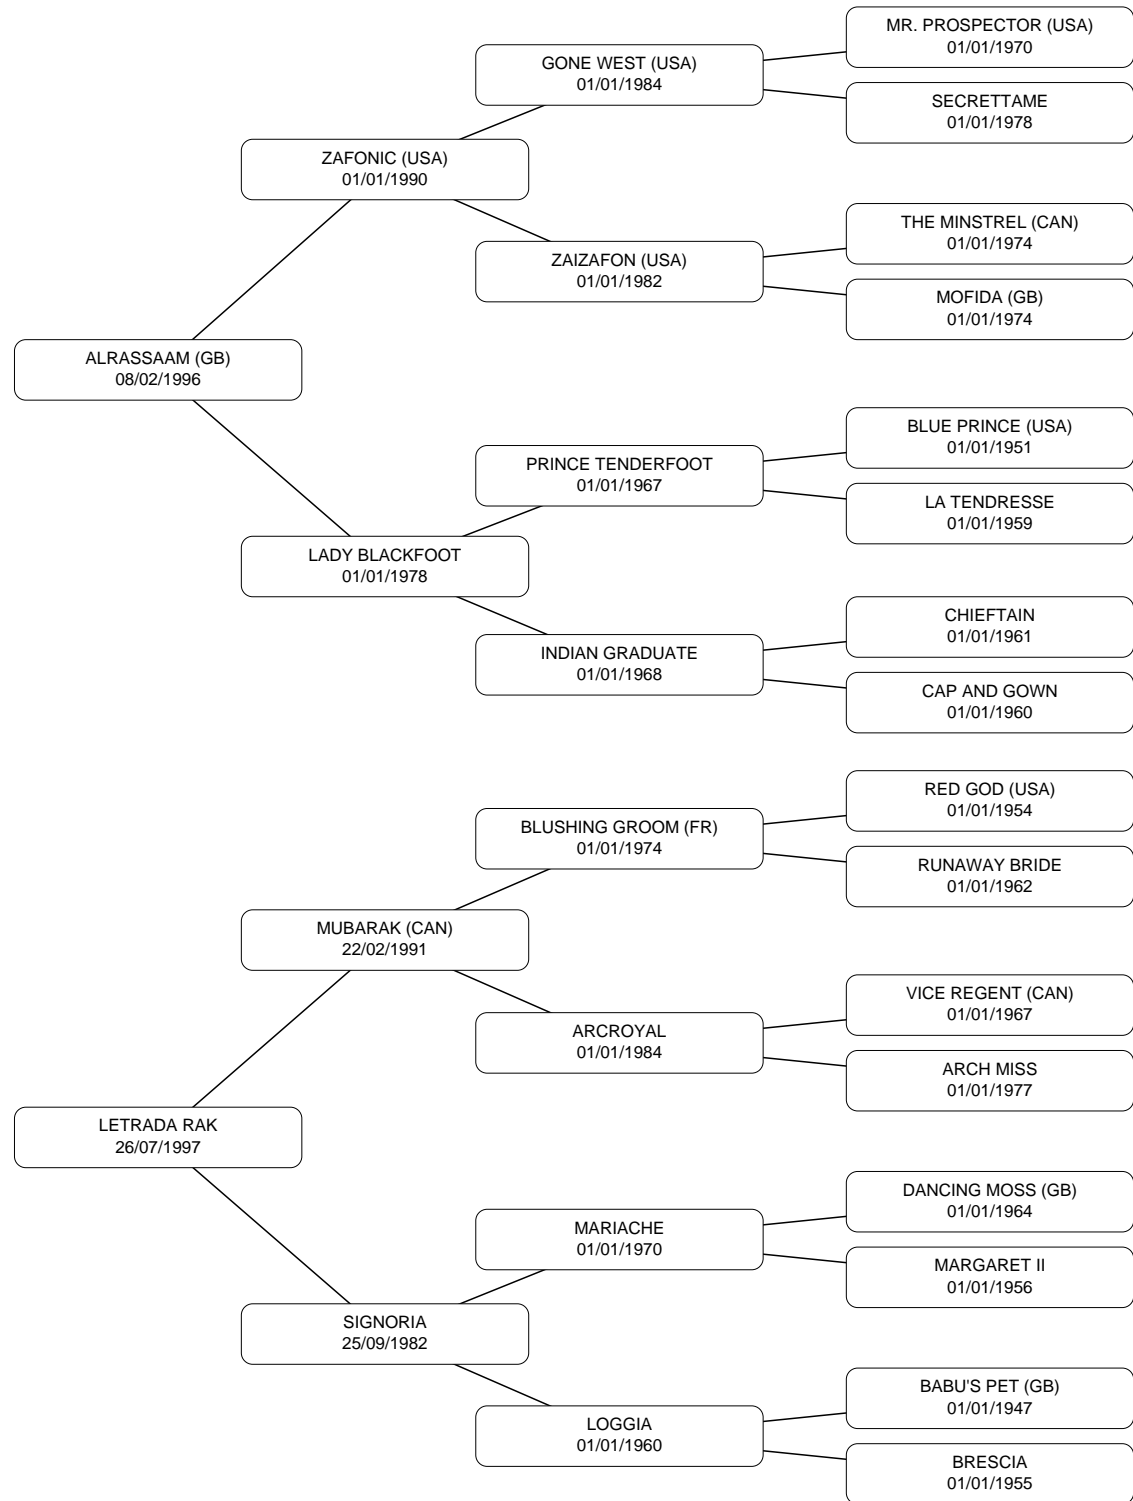 MR. PROSPECTOR (USA)
01/01/1970
GONE WEST (USA)
01/01/1984
SECRETTAME
01/01/1978
ZAFONIC (USA)
01/01/1990
THE MINSTREL (CAN)
01/01/1974
ZAIZAFON (USA)
01/01/1982
MOFIDA (GB)
01/01/1974
ALRASSAAM (GB)
08/02/1996
BLUE PRINCE (USA)
01/01/1951
PRINCE TENDERFOOT
01/01/1967
LA TENDRESSE
01/01/1959
LADY BLACKFOOT
01/01/1978
CHIEFTAIN
01/01/1961
INDIAN GRADUATE
01/01/1968
CAP AND GOWN
01/01/1960
RED GOD (USA)
01/01/1954
BLUSHING GROOM (FR)
01/01/1974
RUNAWAY BRIDE
01/01/1962
MUBARAK (CAN)
22/02/1991
VICE REGENT (CAN)
01/01/1967
ARCROYAL
01/01/1984
ARCH MISS
01/01/1977
LETRADA RAK
26/07/1997
DANCING MOSS (GB)
01/01/1964
MARIACHE
01/01/1970
MARGARET II
01/01/1956
SIGNORIA
25/09/1982
BABU'S PET (GB)
01/01/1947
LOGGIA
01/01/1960
BRESCIA
01/01/1955